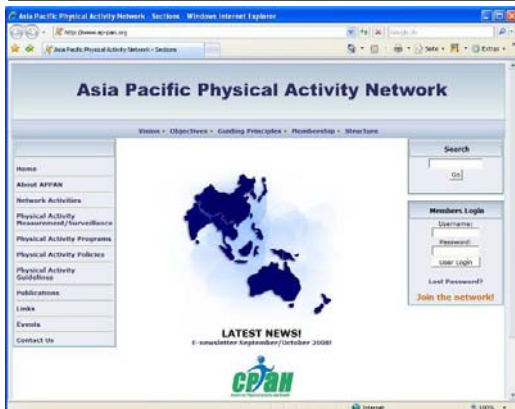 Asia Pacific Physical Activity Network - Sections - Windows Internet Explorer
http://www.ap-pan.org
Asia Pacific Physical Activity Network - Sections
Seite
Extras
Asia Pacific Physical Activity Network
Vision • Objectives • Guiding Principles • Membership • Structure
Home
About APPAN
Network Activities
Physical Activity
Measurement/Surveillance
Physical Activity Programs
Physical Activity Policies
Physical Activity
Guidelines
Publications
Links
Events
Contact Us
LATEST NEWS!
E-newsletter September/October 2008!
CPAH
Search
Go
Members Login
Username:
Password:
User Login
Lost Password?
Join the network!
Internet
100%